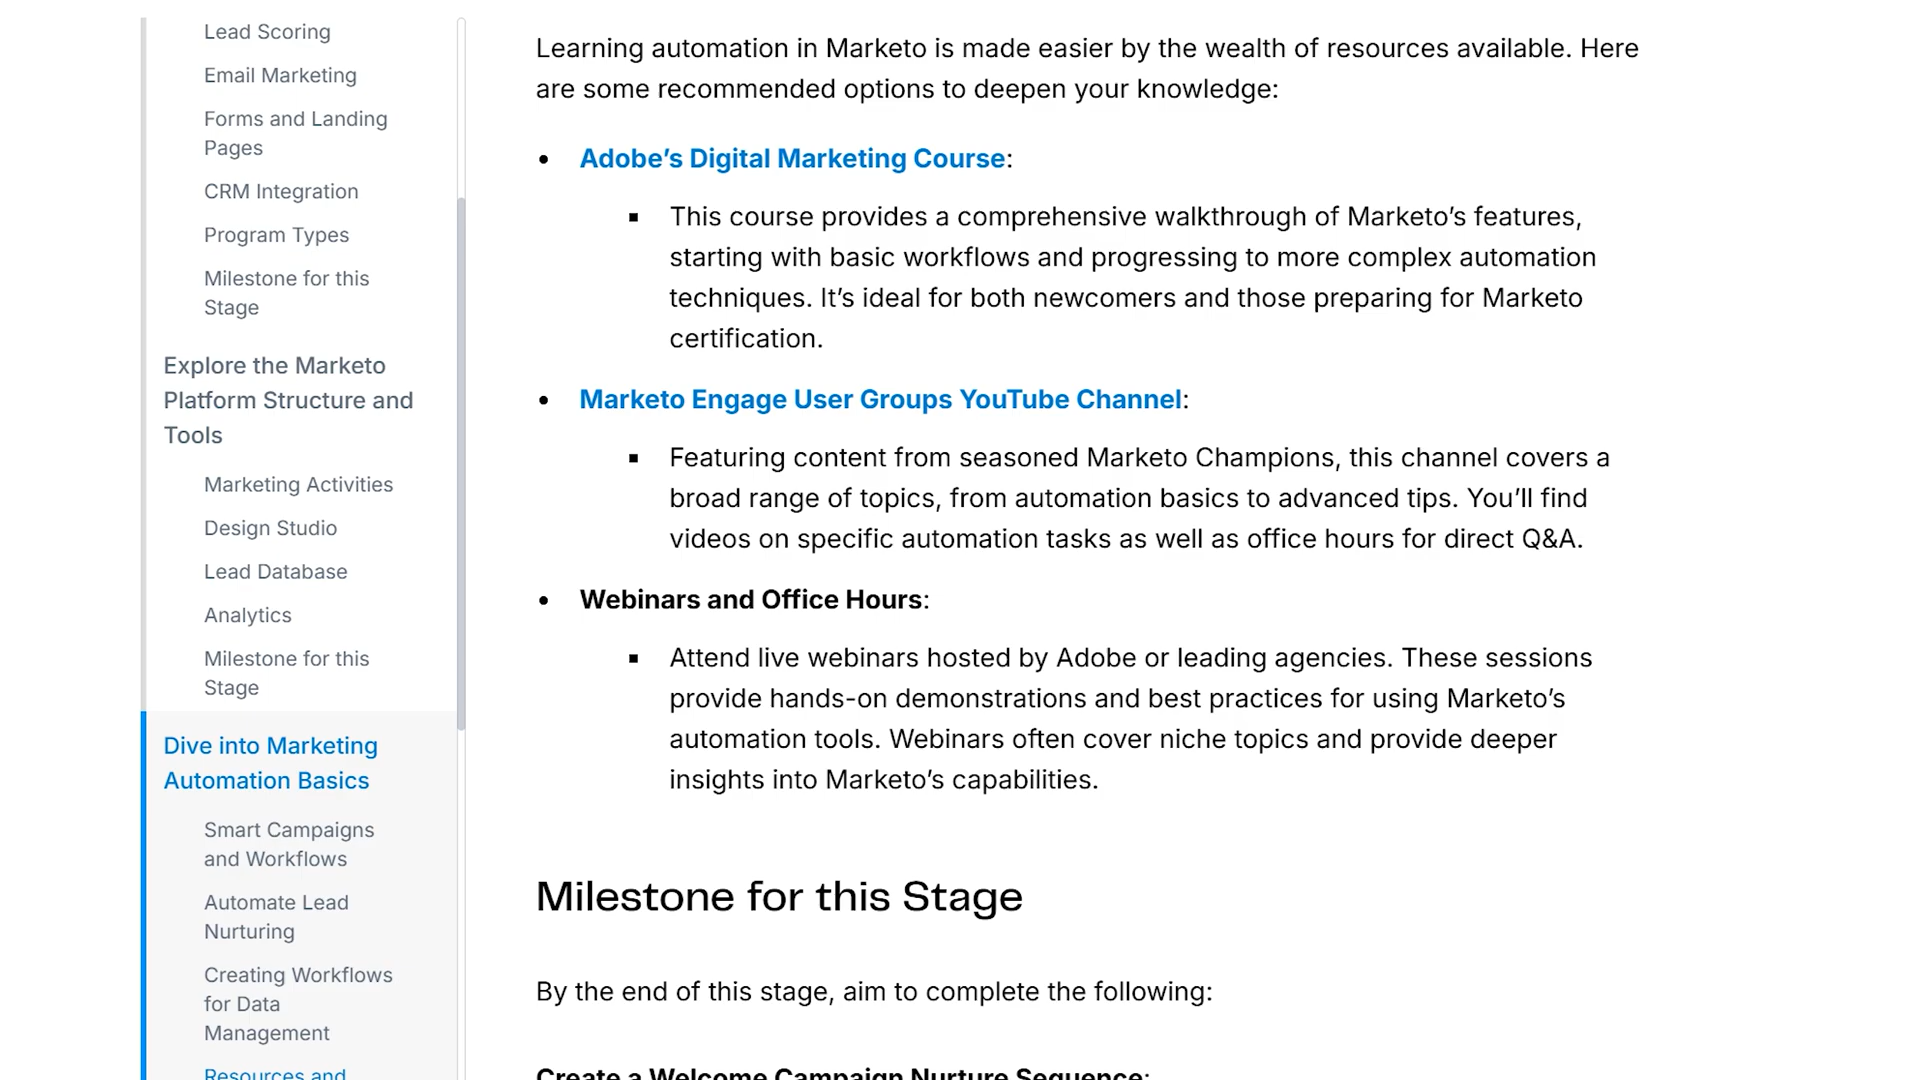 Lead Scoring
Email Marketing
Forms and Landing
Pages
CRM Integration
Program Types
Milestone for this
Stage
Explore the Marketo
Platform Structure and
Tools
Marketing Activities
Design Studio
Lead Database
Analytics
Milestone for this
Stage
Dive into Marketing
Automation Basics
Smart Campaigns
and Workflows
Automate Lead
Nurturing
Creating Workflows
for Data
Management
Resources and
Learning automation in Marketo is made easier by the wealth of resources available. Here
are some recommended options to deepen your knowledge:
• Adobe’s Digital Marketing Course:
▪ This course provides a comprehensive walkthrough of Marketo’s features,
starting with basic workflows and progressing to more complex automation
techniques. It’s ideal for both newcomers and those preparing for Marketo
certification.
• Marketo Engage User Groups YouTube Channel:
▪ Featuring content from seasoned Marketo Champions, this channel covers a
broad range of topics, from automation basics to advanced tips. You’ll find
videos on specific automation tasks as well as office hours for direct Q&A.
• Webinars and Office Hours:
▪ Attend live webinars hosted by Adobe or leading agencies. These sessions
provide hands-on demonstrations and best practices for using Marketo’s
automation tools. Webinars often cover niche topics and provide deeper
insights into Marketo’s capabilities.
Milestone for this Stage
By the end of this stage, aim to complete the following:
Create a Welcome Campaign Nurture Sequence: